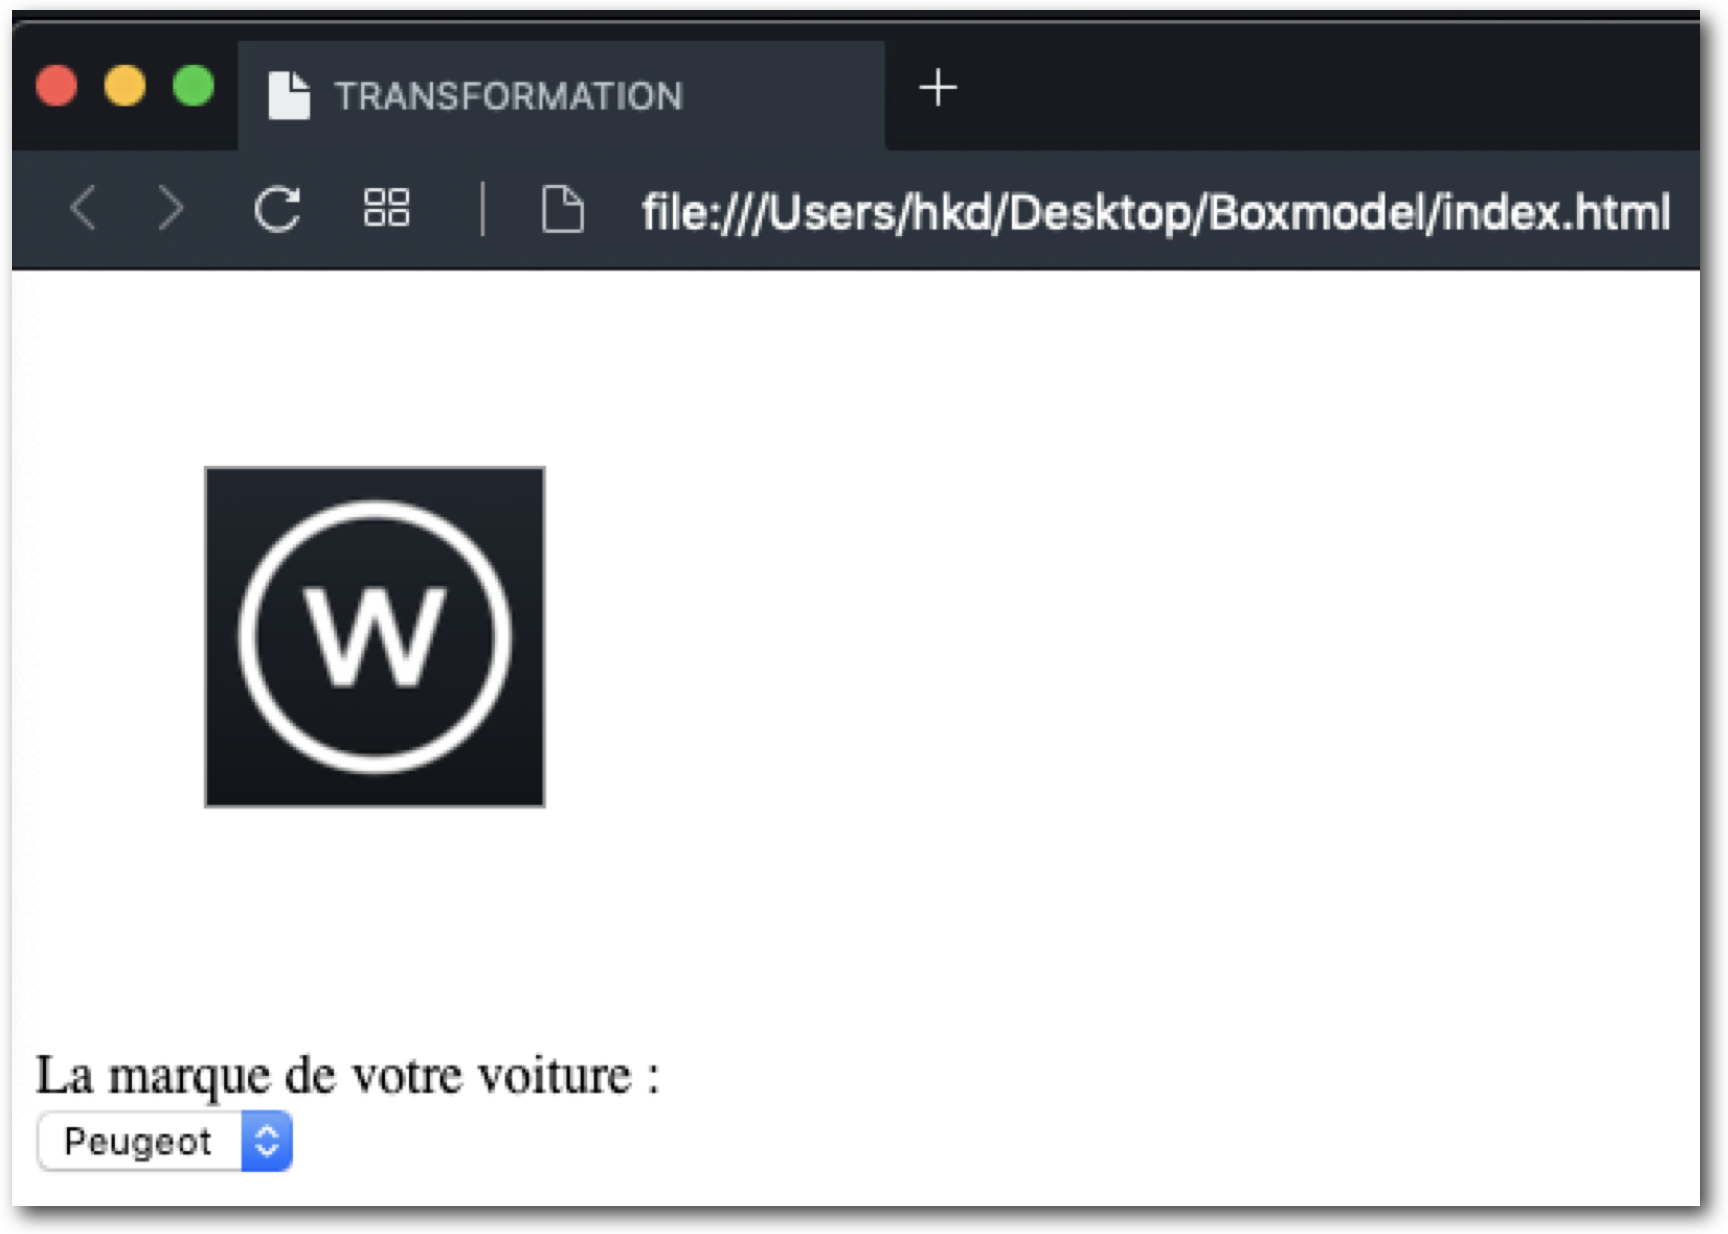 TRANSFORMATION
file:///Users/hkd/Desktop/Boxmodel/index.html
W
La marque de votre voiture :
Peugeot